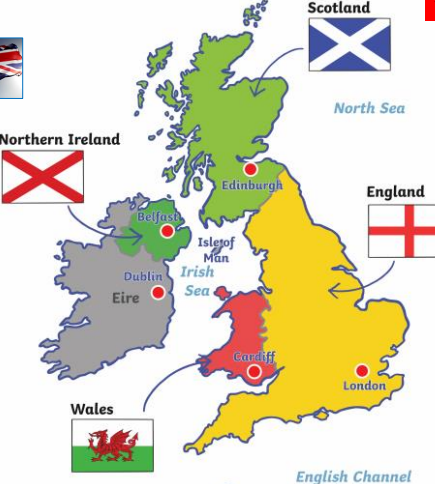 Scotland
North Sea
Northern Ireland
Edinburgh
England
Belfast
Isle of
Man
Irish
Sea
Dublin
Eire
Cardiff
London
Wales
English Channel